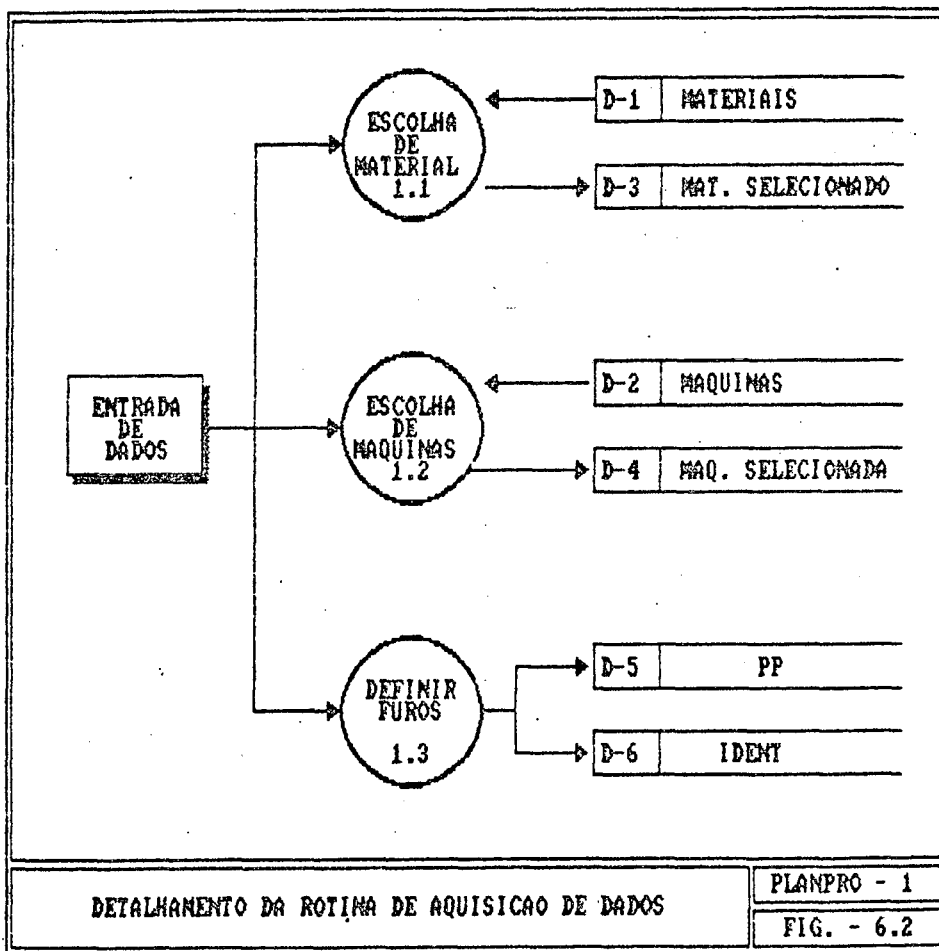 ESCOLHA
DE
MATERIAL
1.1
D-1 MATERIAIS
D-3 MAT. SELECIONADO
ENTRADA
DE
DADOS
ESCOLHA
DE
MAQUINAS
1.2
D-2 MAQUINAS
D-4 MAQ. SELECIONADA
DEFINIR
FUROS
1.3
D-5 PP
D-6 IDENT
DETALHAMENTO DA ROTINA DE AQUISICAO DE DADOS
PLANPRO - 1
FIG. - 6.2